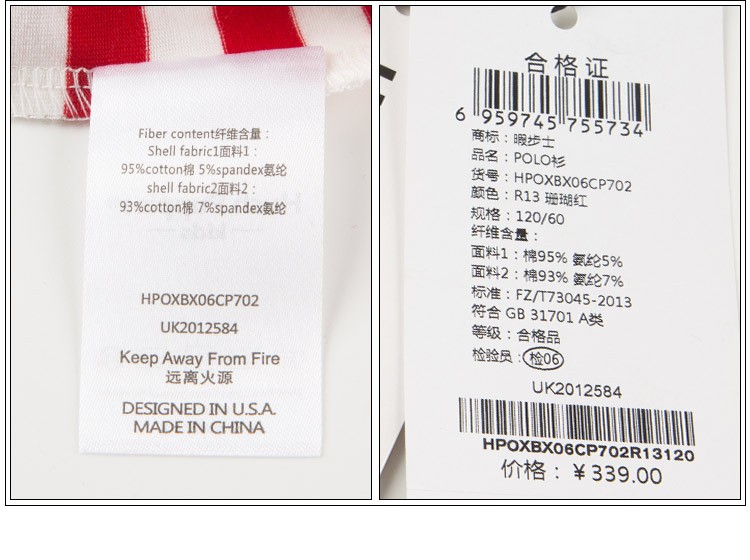 Fiber content纤维含量：
Shell fabric1面料1：
95%cotton棉 5%spandex氨纶
shell fabric2面料2：
93%cotton棉 7%spandex氨纶
HPOXBX06CP702
UK2012584
Keep Away From Fire
远离火源
DESIGNED IN U.S.A.
MADE IN CHINA
合格证
6 959745 755734
商标：暇步士
品名：POLO衫
货号：HPOXBX06CP702
颜色：R13 珊瑚红
规格：120/60
纤维含量：
面料1：棉95% 氨纶5%
面料2：棉93% 氨纶7%
标准：FZ/T73045-2013
符合 GB 31701 A类
等级：合格品
检验员：检06
UK2012584
HPOXBX06CP702R13120
价格：￥339.00